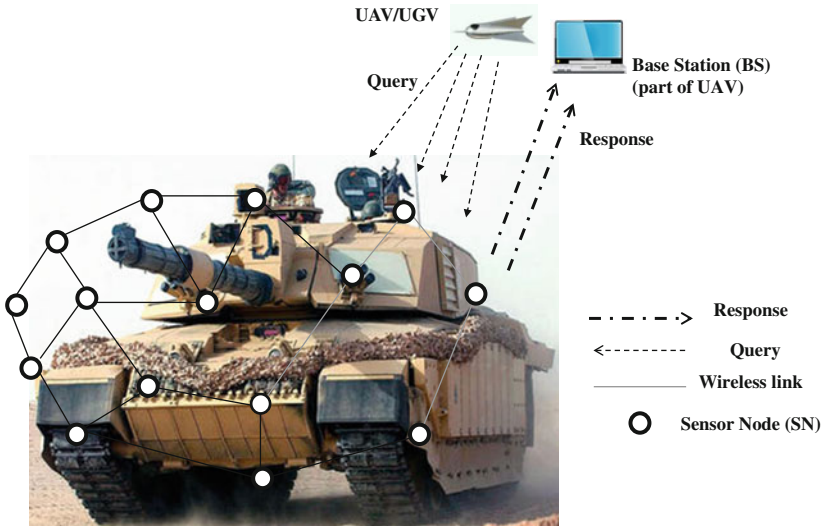 UAV/UGV
Query
Base Station (BS)
(part of UAV)
Response
Response
Query
Wireless link
Sensor Node (SN)